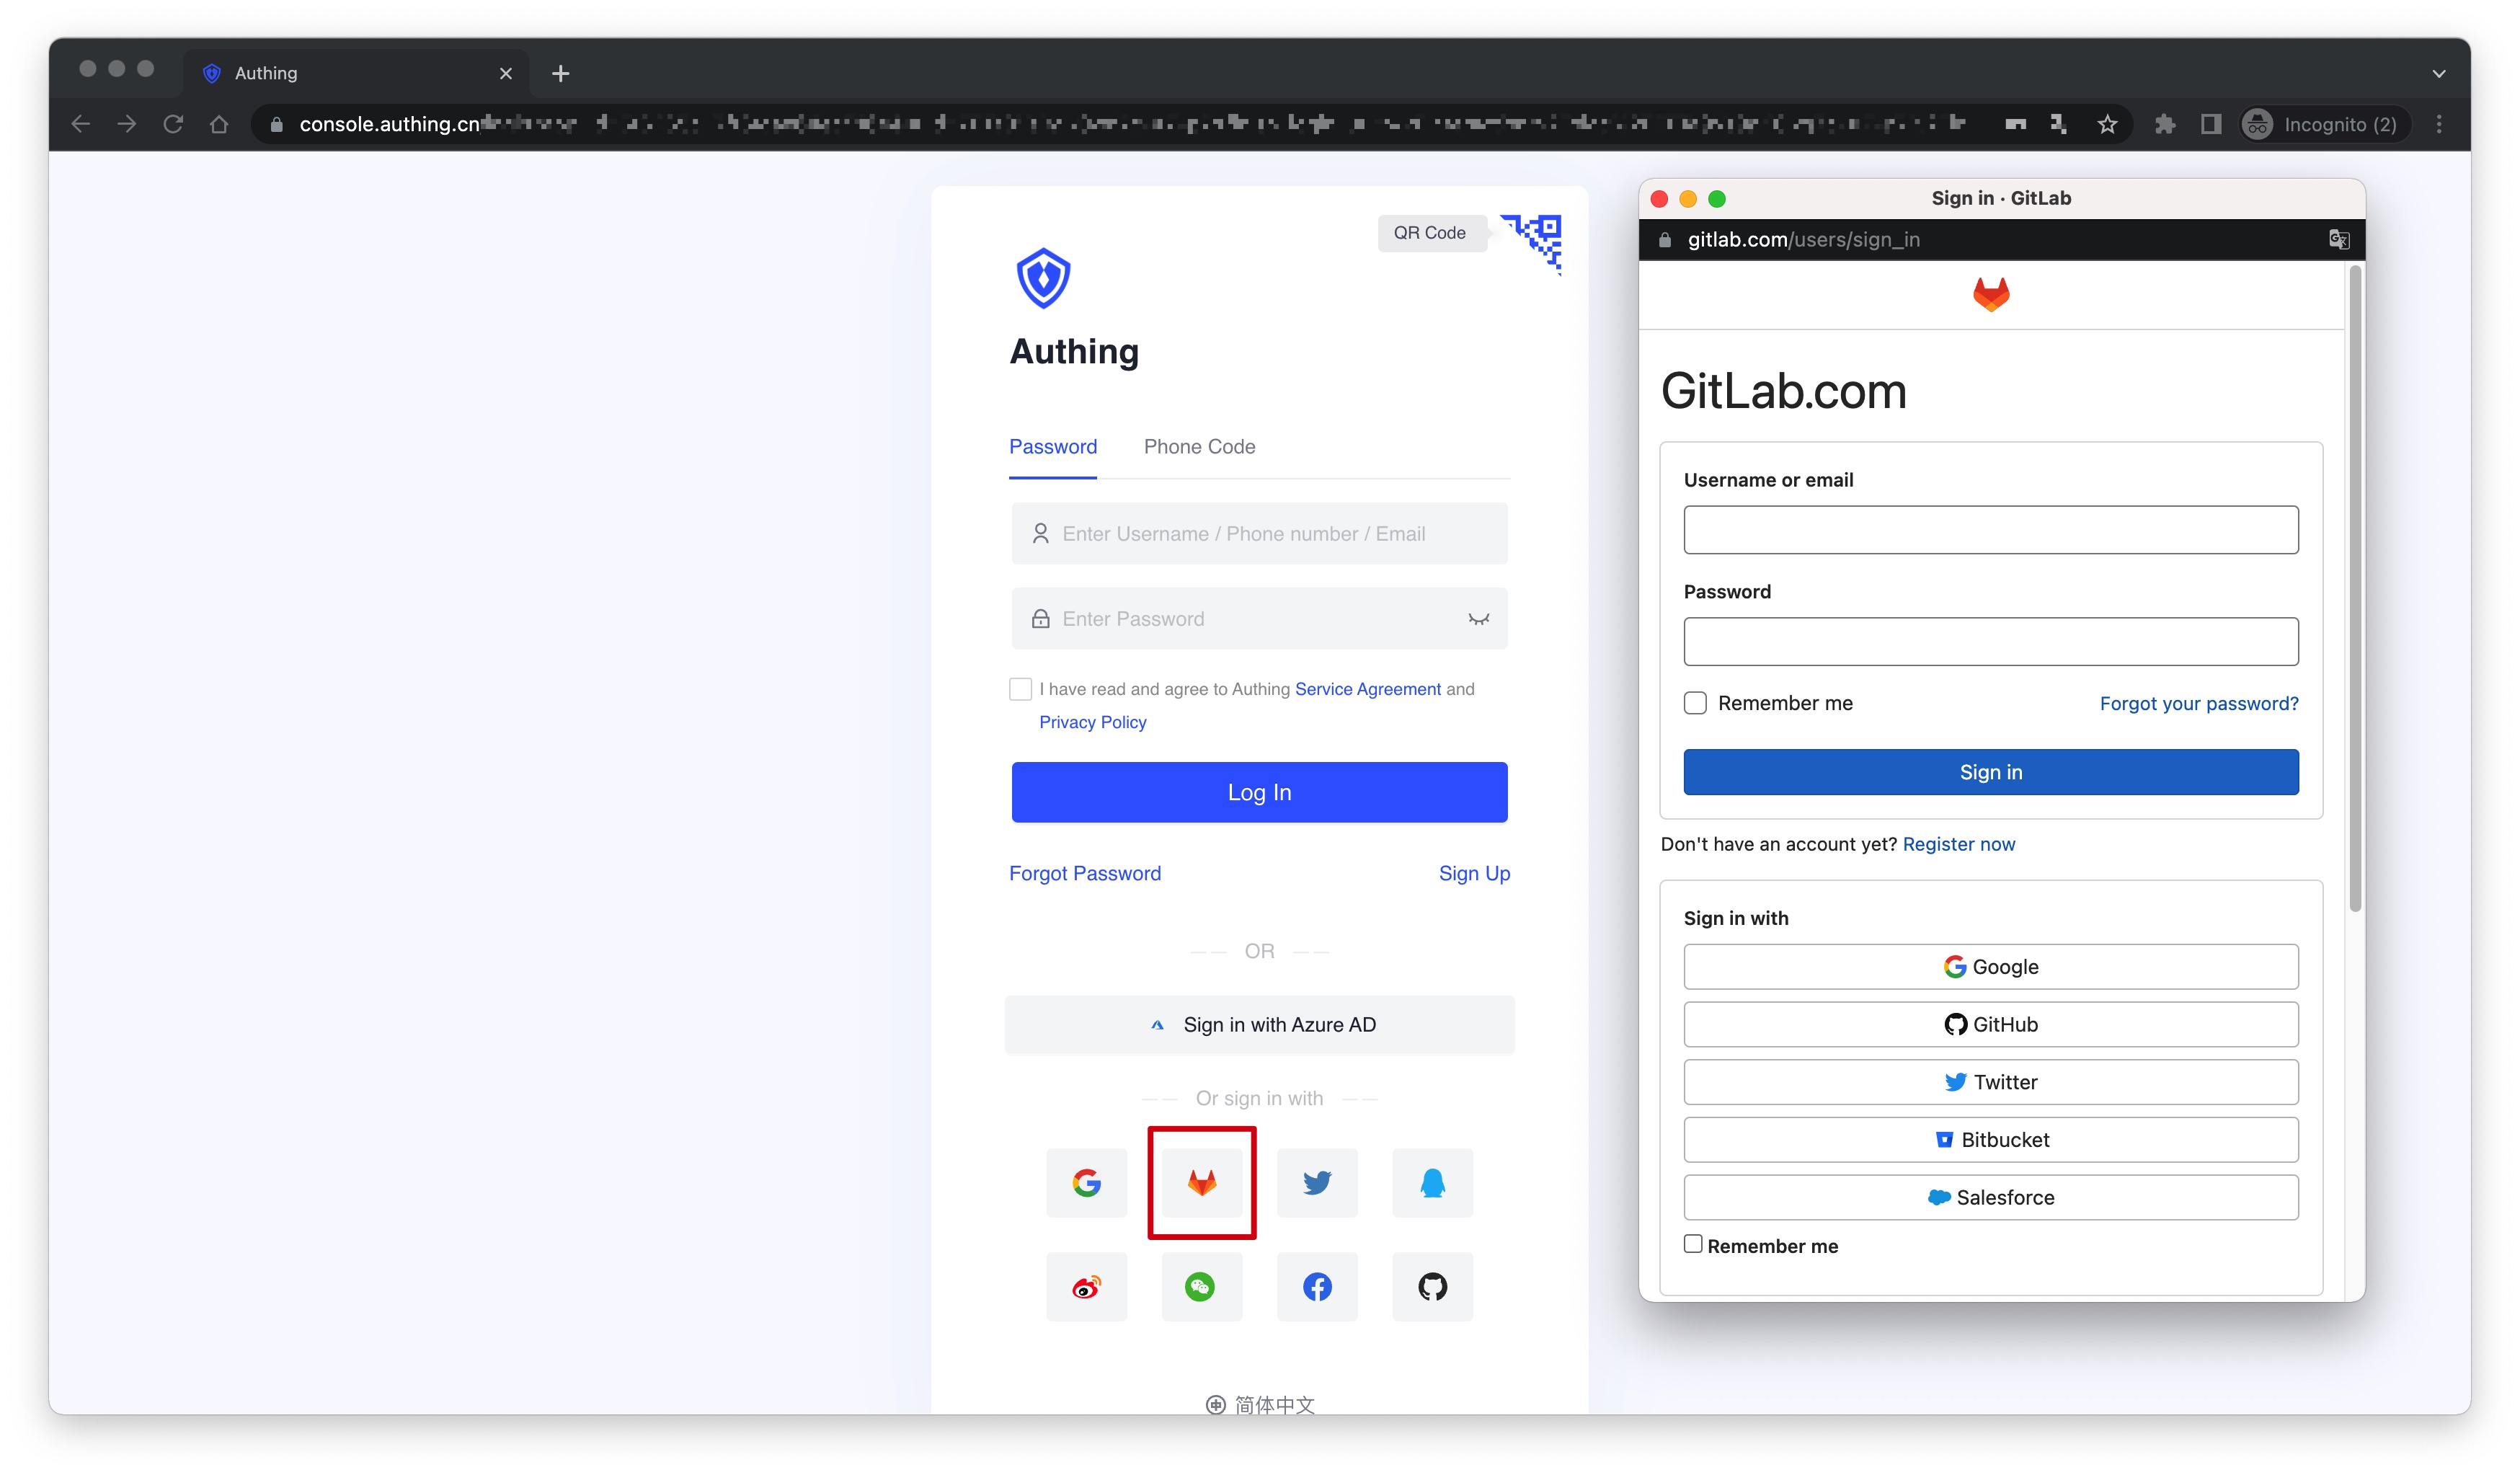 Authing
console.authing.cn
Incognito (2)
QR Code
Authing
Password
Phone Code
Enter Username / Phone number / Email
Enter Password
I have read and agree to Authing Service Agreement and
Privacy Policy
Log In
Forgot Password
Sign Up
OR
Sign in with Azure AD
Or sign in with
简体中文
Sign in · GitLab
gitlab.com/users/sign_in
GitLab.com
Username or email
Password
Remember me
Forgot your password?
Sign in
Don't have an account yet? Register now
Sign in with
Google
GitHub
Twitter
Bitbucket
Salesforce
Remember me